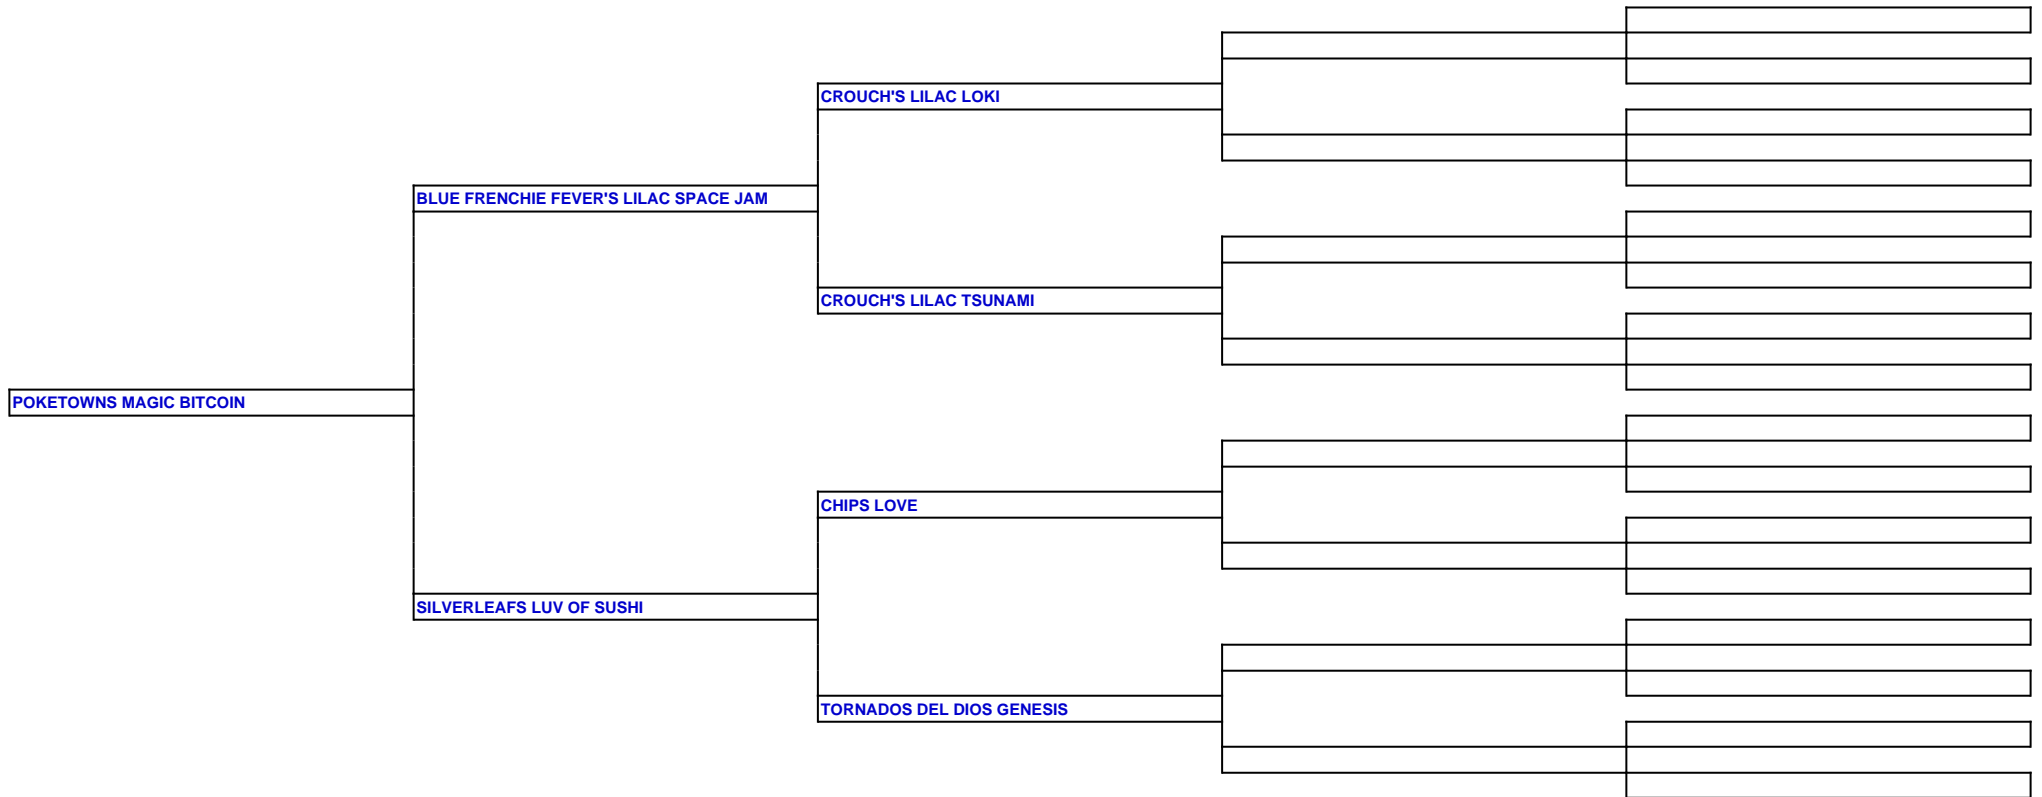 CROUCH'S LILAC LOKI
BLUE FRENCHIE FEVER'S LILAC SPACE JAM
CROUCH'S LILAC TSUNAMI
POKETOWNS MAGIC BITCOIN
CHIPS LOVE
SILVERLEAFS LUV OF SUSHI
TORNADOS DEL DIOS GENESIS